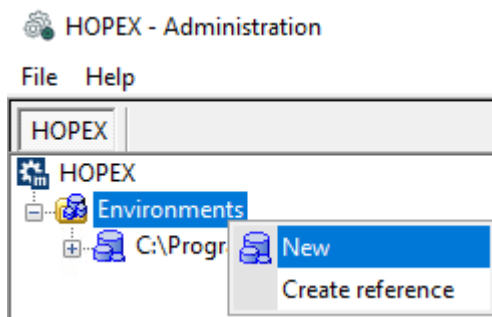 HOPEX - Administration
File Help
HOPEX
HOPEX
Environments
C:\Progr
New
Create reference